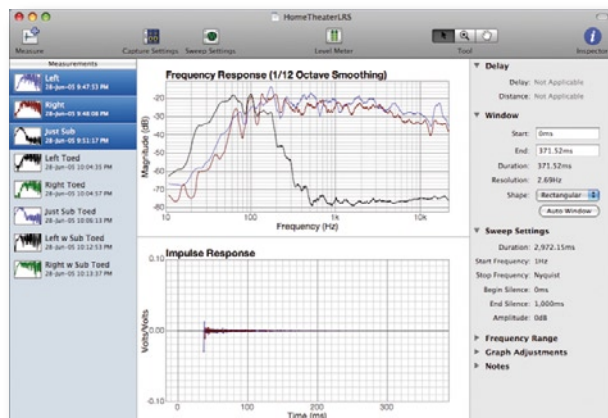 HomeTheaterLRS
Measure
Capture Settings
Sweep Settings
Level Meter
Tool
Inspector
Measurements
Left
28-Jun-05 9:47:53 PM
Right
28-Jun-05 9:48:08 PM
Just Sub
28-Jun-05 9:51:17 PM
Left Toed
28-Jun-05 10:04:35 PM
Right Toed
28-Jun-05 10:04:57 PM
Just Sub Toed
28-Jun-05 10:06:13 PM
Left w Sub Toed
28-Jun-05 10:12:53 PM
Right w Sub Toed
28-Jun-05 10:13:37 PM
Frequency Response (1/12 Octave Smoothing)
Magnitude (dB)
-20
-30
-40
-50
-60
-70
-80
10
100
1k
10k
Frequency (Hz)
Impulse Response
Volts/Volts
0.10
0.00
-0.10
0
100
200
300
Time (ms)
Delay
Delay: Not Applicable
Distance: Not Applicable
Window
Start: 0ms
End: 371.52ms
Duration: 371.52ms
Resolution: 2.69Hz
Shape: Rectangular
Auto Window
Sweep Settings
Duration: 2,972.15ms
Start Frequency: 1Hz
Stop Frequency: Nyquist
Begin Silence: 0ms
End Silence: 1,000ms
Amplitude: 0dB
Frequency Range
Graph Adjustments
Notes